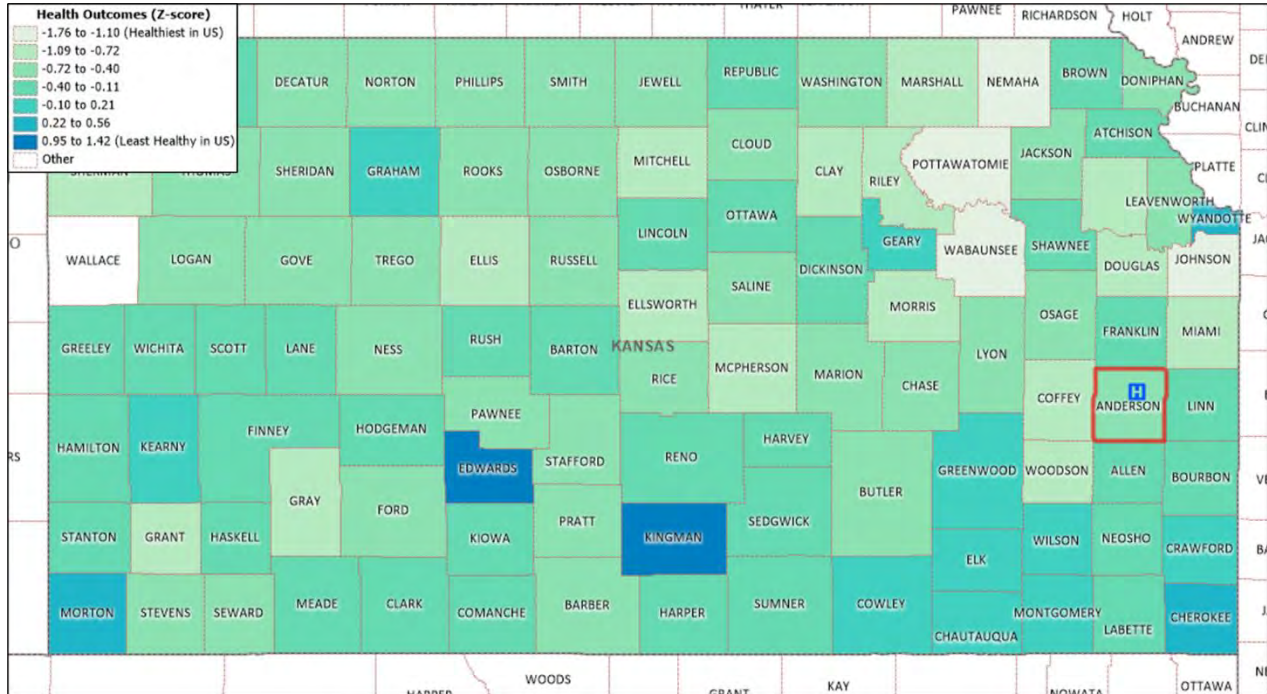 Health Outcomes (Z-score)
-1.76 to -1.10 (Healthiest in US)
-1.09 to -0.72
-0.72 to -0.40
-0.40 to -0.11
-0.10 to 0.21
0.22 to 0.56
0.95 to 1.42 (Least Healthy in US)
Other
PAWNEE
RICHARDSON
HOLT
ANDREW
DECATUR
NORTON
PHILLIPS
SMITH
JEWELL
REPUBLIC
WASHINGTON
MARSHALL
NEMAHA
BROWN
DONIPHAN
BUCHANAN
ATCHISON
SHERMAN
THOMAS
SHERIDAN
GRAHAM
ROOKS
OSBORNE
MITCHELL
CLOUD
CLAY
RILEY
POTTAWATOMIE
JACKSON
PLATTE
LEAVENWORTH
WYANDOTTE
LINCOLN
OTTAWA
GEARY
WABAUNSEE
SHAWNEE
WALLACE
LOGAN
GOVE
TREGO
ELLIS
RUSSELL
DICKINSON
DOUGLAS
JOHNSON
ELLSWORTH
SALINE
MORRIS
OSAGE
FRANKLIN
MIAMI
GREELEY
WICHITA
SCOTT
LANE
NESS
RUSH
BARTON
KANSAS
RICE
MCPHERSON
MARION
CHASE
LYON
COFFEY
H
ANDERSON
LINN
PAWNEE
HAMILTON
KEARNY
FINNEY
HODGEMAN
EDWARDS
STAFFORD
RENO
HARVEY
BUTLER
GREENWOOD
WOODSON
ALLEN
BOURBON
GRAY
FORD
PRATT
KINGMAN
SEDGWICK
STANTON
GRANT
HASKELL
KIOWA
ELK
WILSON
NEOSHO
CRAWFORD
MORTON
STEVENS
SEWARD
MEADE
CLARK
COMANCHE
BARBER
HARPER
SUMNER
COWLEY
CHAUTAUQUA
MONTGOMERY
LABETTE
CHEROKEE
WOODS
KAY
OTTAWA